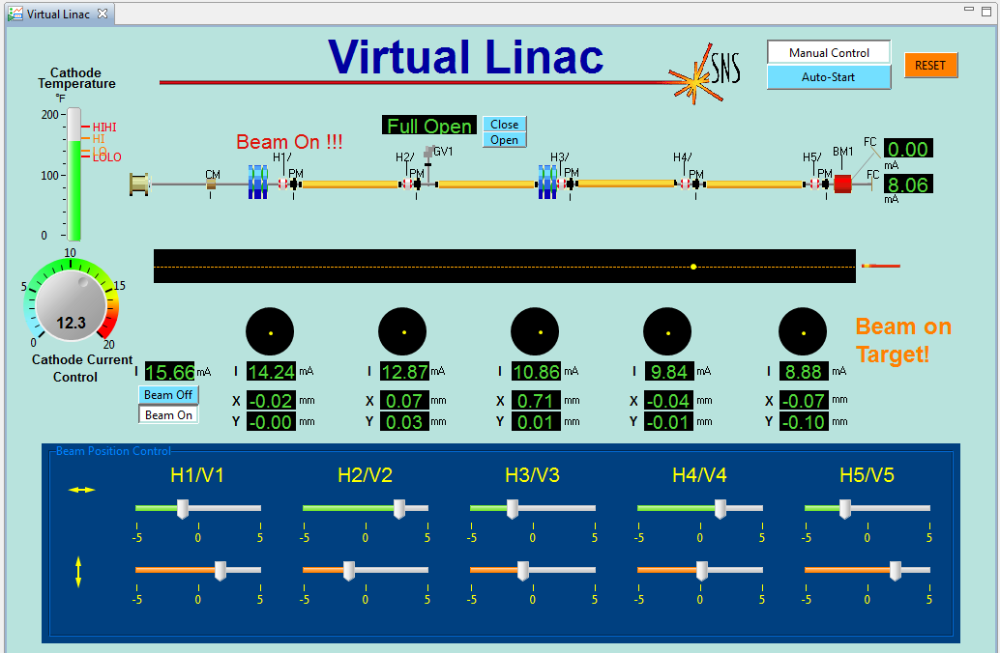 Virtual Linac
Virtual Linac
SNS
Manual Control
Auto-Start
RESET
Cathode
Temperature
°F
200
100
0
HIHI
HI
LO
LOLO
Beam On !!!
Full Open
Close
Open
CM
H1/
PM
H2/
PM
GV1
H3/
PM
H4/
PM
H5/
PM
BM1
FC
0.00
mA
FC
8.06
mA
0
5
10
15
20
12.3
Cathode Current
Control
Beam on
Target!
I 15.66 mA
Beam Off
Beam On
I 14.24 mA
X -0.02 mm
Y -0.00 mm
I 12.87 mA
X 0.07 mm
Y 0.03 mm
I 10.86 mA
X 0.71 mm
Y 0.01 mm
I 9.84 mA
X -0.04 mm
Y -0.01 mm
I 8.88 mA
X -0.07 mm
Y -0.10 mm
Beam Position Control
H1/V1 H2/V2 H3/V3 H4/V4 H5/V5
-5 0 5 -5 0 5 -5 0 5 -5 0 5 -5 0 5
-5 0 5 -5 0 5 -5 0 5 -5 0 5 -5 0 5